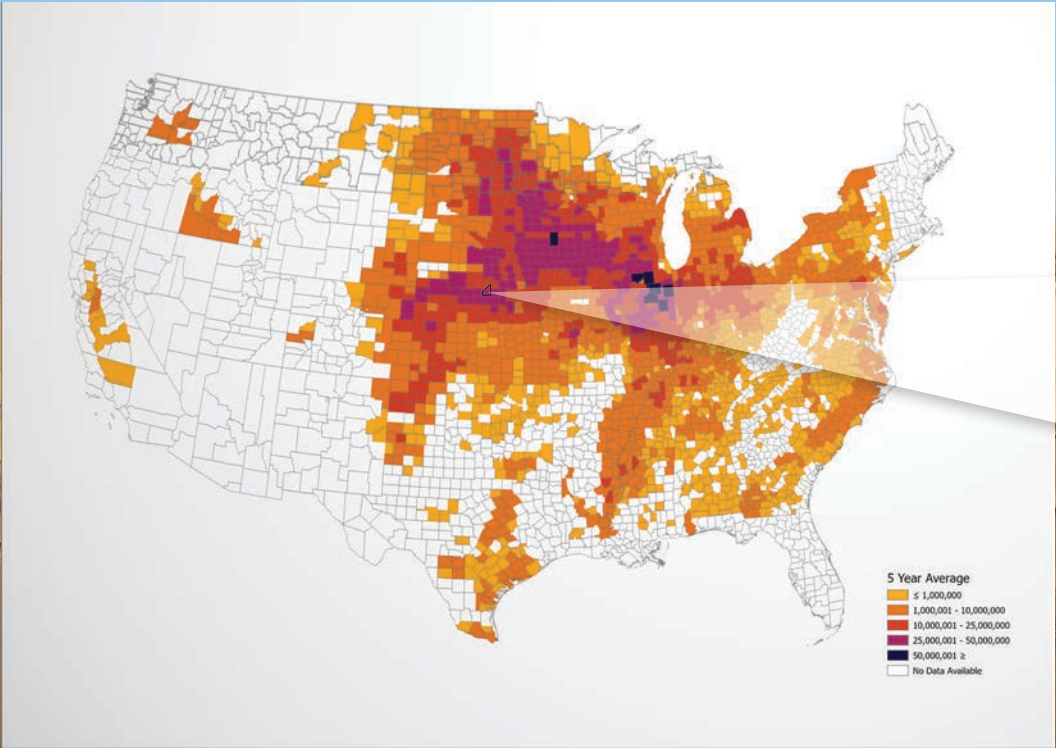 5 Year Average
≤ 1,000,000
1,000,001 - 10,000,000
10,000,001 - 25,000,000
25,000,001 - 50,000,000
50,000,001 ≥
No Data Available